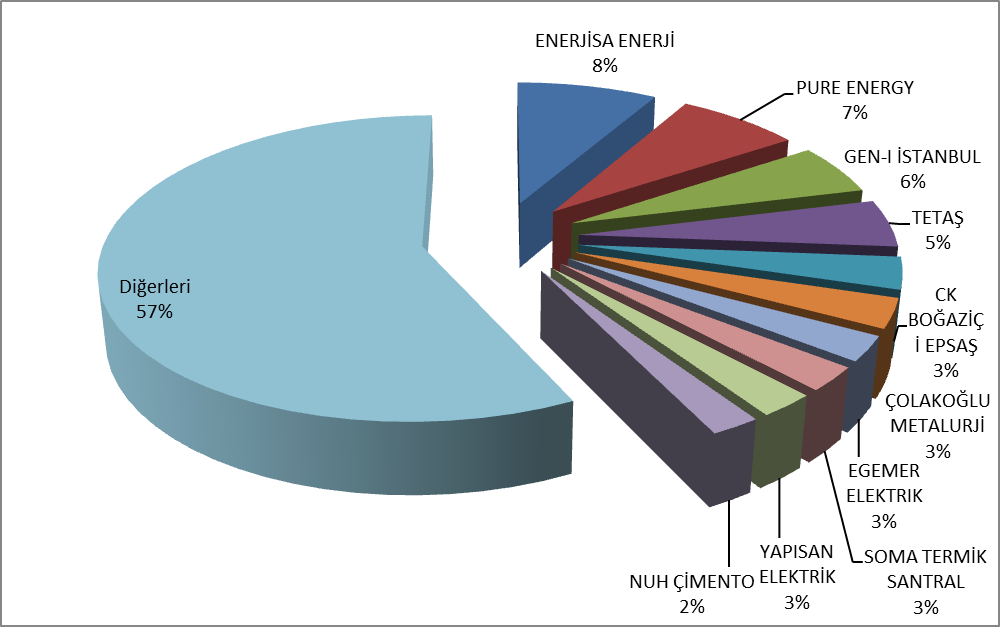 ENERJİSA ENERJİ
8%
PURE ENERGY
7%
GEN-I İSTANBUL
6%
TETAŞ
5%
CK
BOĞAZİÇ
İ EPSAŞ
3%
ÇOLAKOĞLU
METALURJİ
3%
EGEMER
ELEKTRIK
3%
SOMA TERMİK
SANTRAL
3%
YAPISAN
ELEKTRİK
3%
NUH ÇİMENTO
2%
Diğerleri
57%